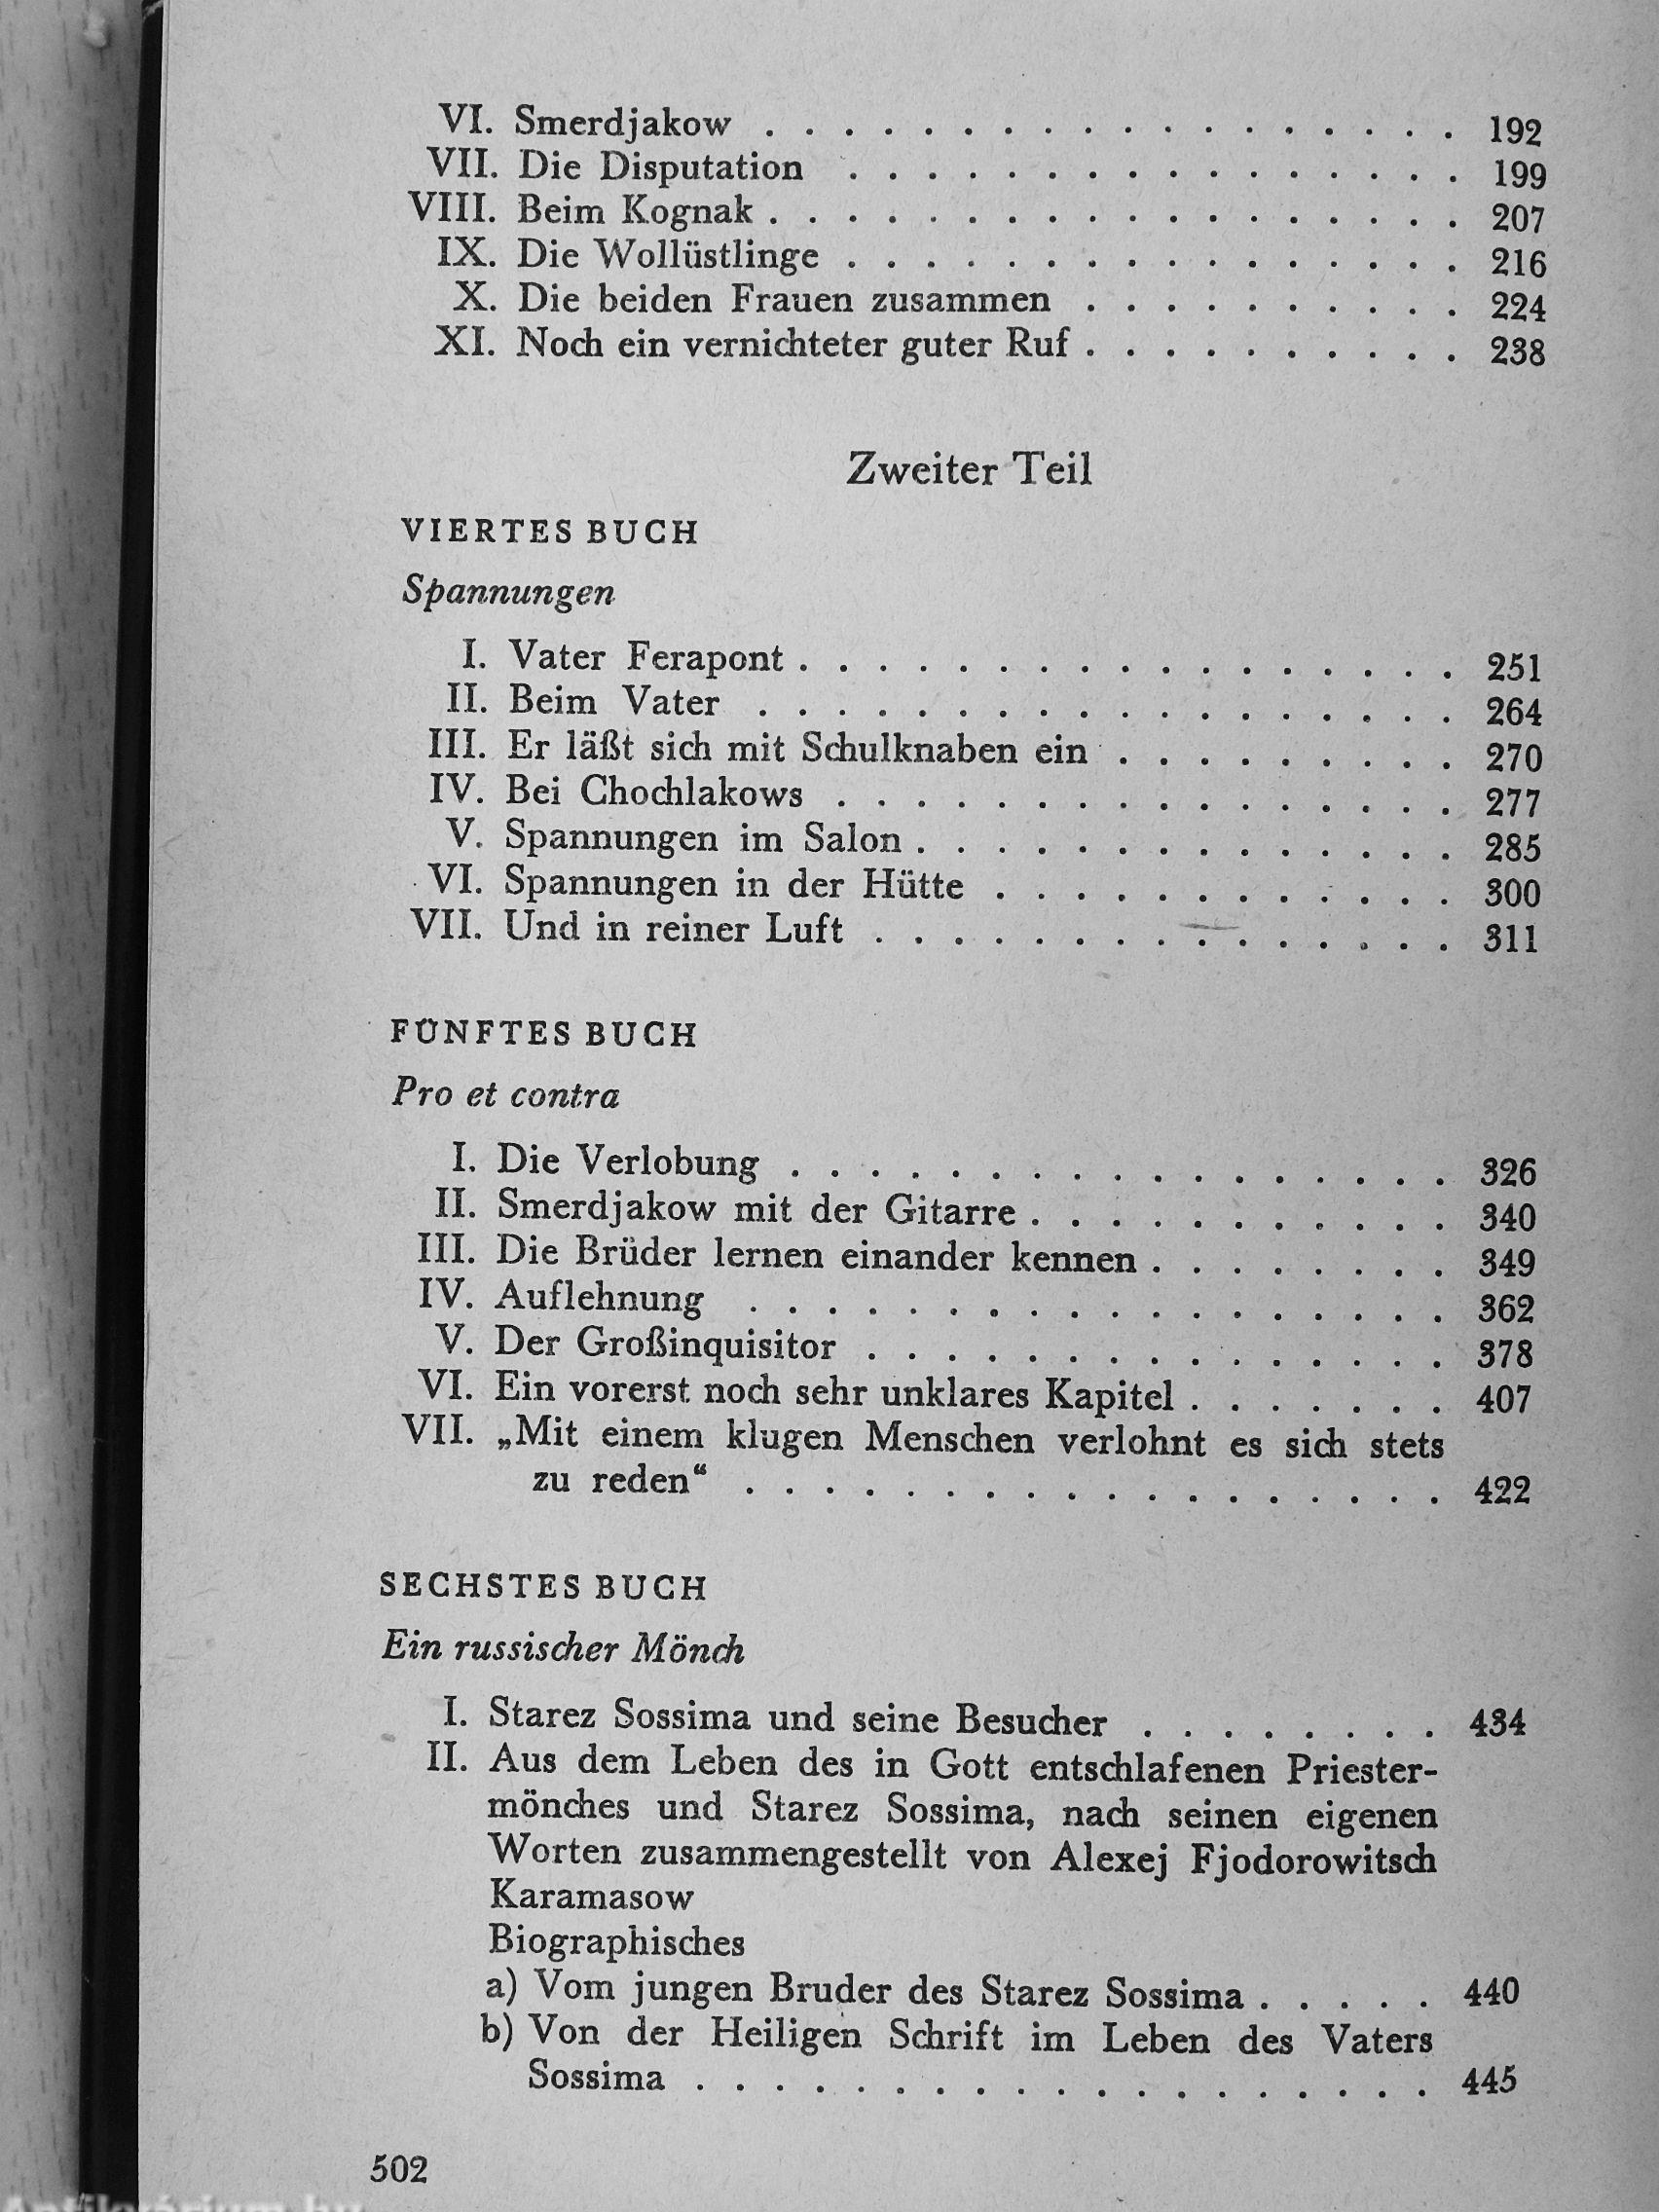 VI. Smerdjakow . . . . . . . . . . . . . . . . . . 192
VII. Die Disputation . . . . . . . . . . . . . . . . 199
VIII. Beim Kognak . . . . . . . . . . . . . . . . . . 207
IX. Die Wollüstlinge . . . . . . . . . . . . . . . . 216
X. Die beiden Frauen zusammen . . . . . . . . . . 224
XI. Noch ein vernichteter guter Ruf . . . . . . . . . . 238
Zweiter Teil
VIERTES BUCH
Spannungen
I. Vater Ferapont . . . . . . . . . . . . . . . . . 251
II. Beim Vater . . . . . . . . . . . . . . . . . . 264
III. Er läßt sich mit Schulknaben ein . . . . . . . . . 270
IV. Bei Chochlakows . . . . . . . . . . . . . . . . 277
V. Spannungen im Salon . . . . . . . . . . . . . . 285
VI. Spannungen in der Hütte . . . . . . . . . . . . 300
VII. Und in reiner Luft . . . . . . . . . . . . . . . 311
FÜNFTES BUCH
Pro et contra
I. Die Verlobung . . . . . . . . . . . . . . . . . 326
II. Smerdjakow mit der Gitarre . . . . . . . . . . . 340
III. Die Brüder lernen einander kennen . . . . . . . . 349
IV. Auflehnung . . . . . . . . . . . . . . . . . . 362
V. Der Großinquisitor . . . . . . . . . . . . . . . 378
VI. Ein vorerst noch sehr unklares Kapitel . . . . . . . 407
VII. „Mit einem klugen Menschen verlohnt es sich stets
zu reden“ . . . . . . . . . . . . . . . . . . 422
SECHSTES BUCH
Ein russischer Mönch
I. Starez Sossima und seine Besucher . . . . . . . . 434
II. Aus dem Leben des in Gott entschlafenen Priester-
mönches und Starez Sossima, nach seinen eigenen
Worten zusammengestellt von Alexej Fjodorowitsch
Karamasow
Biographisches
a) Vom jungen Bruder des Starez Sossima . . . . . 440
b) Von der Heiligen Schrift im Leben des Vaters
Sossima . . . . . . . . . . . . . . . . . . . 445
502